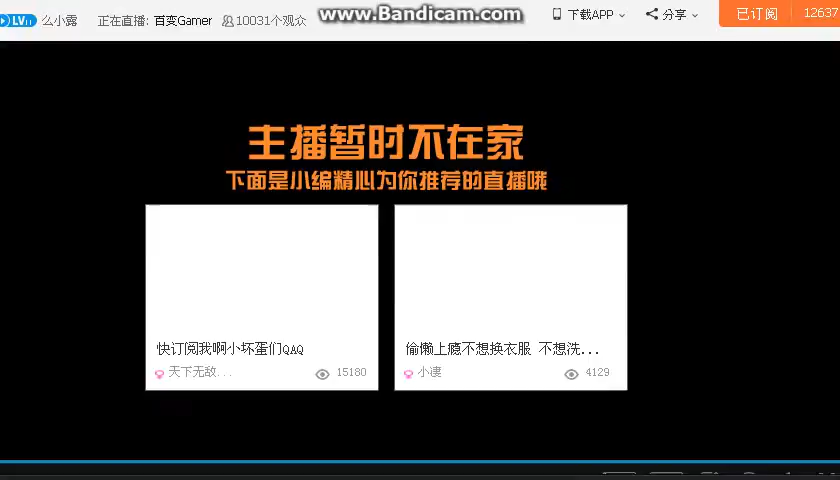 LV11 么小露 正在直播: 百变Gamer 10031个观众 www.Bandicam.com 下载APP 分享 已订阅 12637
主播暂时不在家
下面是小编精心为你推荐的直播哦
快订阅我啊小坏蛋们QAQ
天下无敌... 15180
偷懒上瘾不想换衣服 不想洗...
小谡 4129